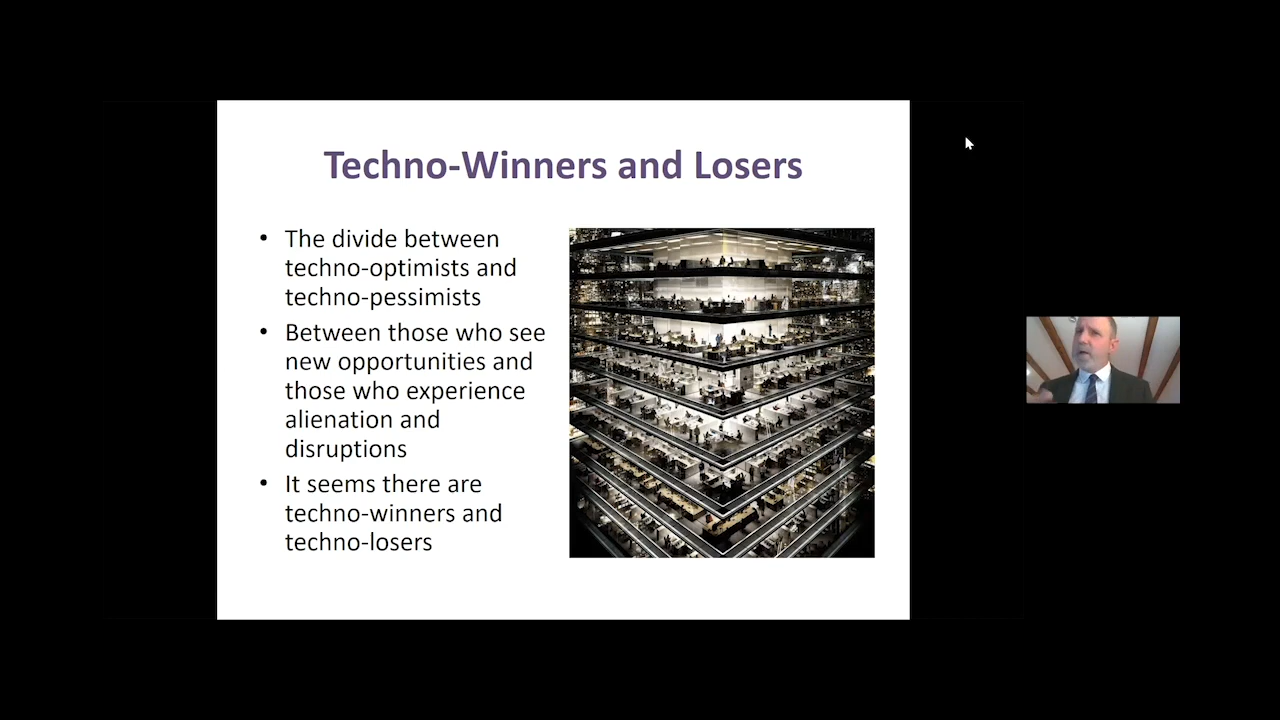 Techno-Winners and Losers
• The divide between
techno-optimists and
techno-pessimists
• Between those who see
new opportunities and
those who experience
alienation and
disruptions
• It seems there are
techno-winners and
techno-losers